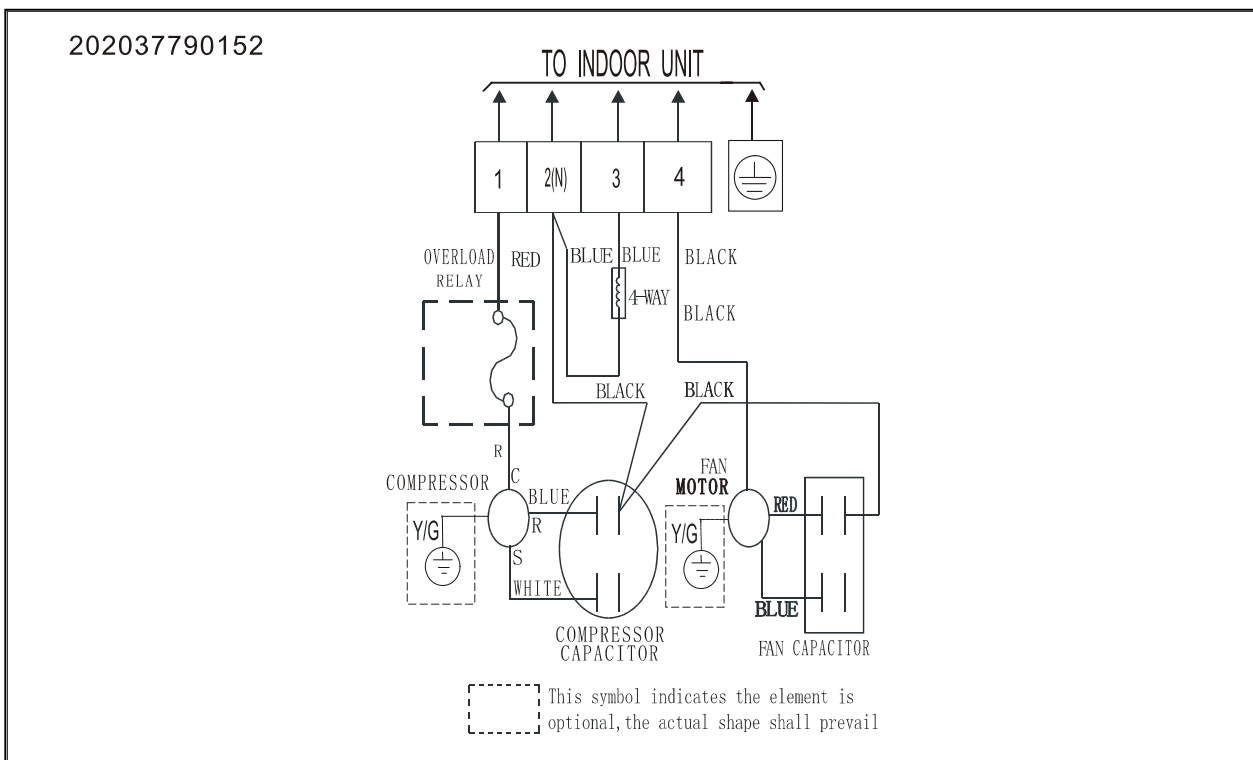 202037790152
TO INDOOR UNIT
1
2(N)
3
4
OVERLOAD
RELAY
RED
BLUE
BLUE
BLACK
4-WAY
BLACK
BLACK
BLACK
R
C
COMPRESSOR
BLUE
R
Y/G
S
WHITE
COMPRESSOR
CAPACITOR
FAN
MOTOR
RED
Y/G
BLUE
FAN CAPACITOR
This symbol indicates the element is
optional,the actual shape shall prevail